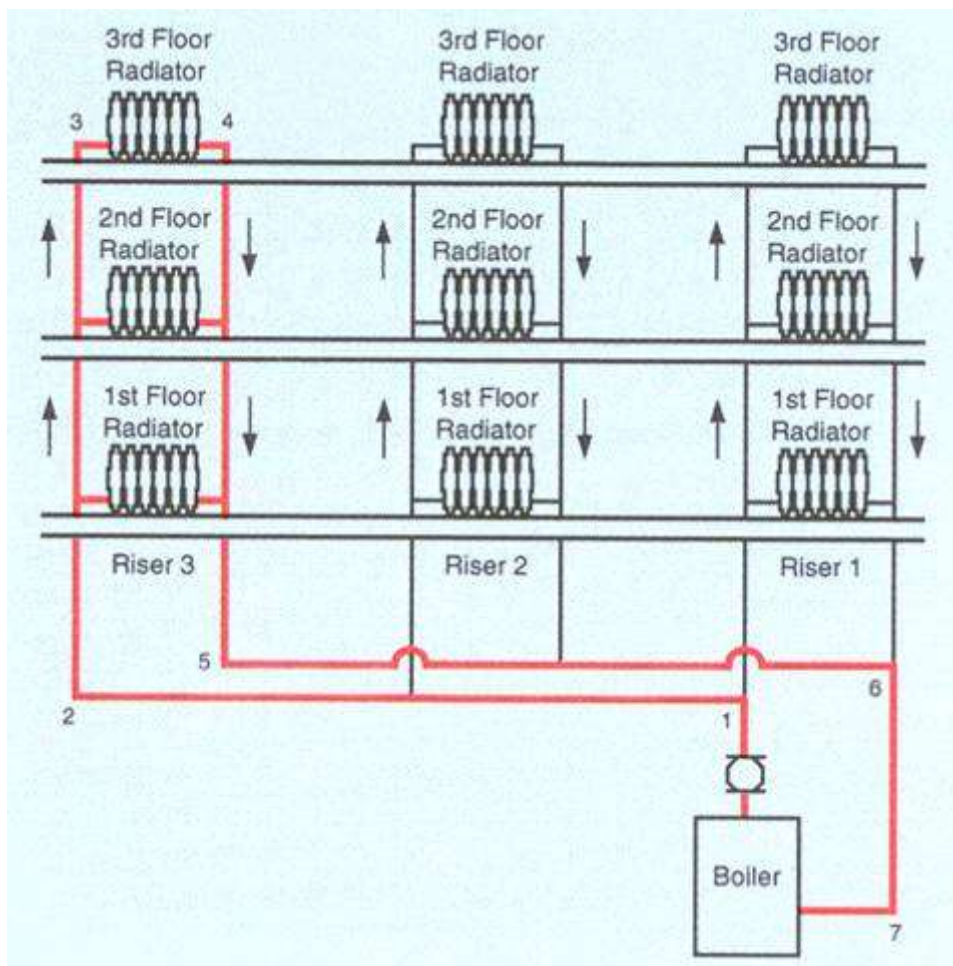 3rd Floor
Radiator
3rd Floor
Radiator
3rd Floor
Radiator
3
4
2nd Floor
Radiator
2nd Floor
Radiator
2nd Floor
Radiator
1st Floor
Radiator
1st Floor
Radiator
1st Floor
Radiator
Riser 3
Riser 2
Riser 1
5
6
2
1
Boiler
7